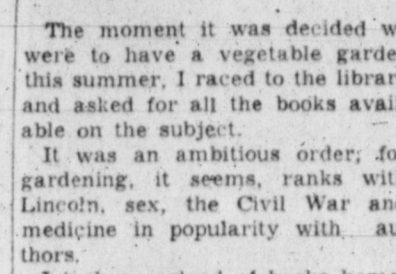 The moment it was decided w
were to have a vegetable garde
this summer, I raced to the librar
and asked for all the books avai
able on the subject.
It was an ambitious order; fo
gardening, it seems, ranks wit
Lincoln, sex, the Civil War an
medicine in popularity with au
thors.